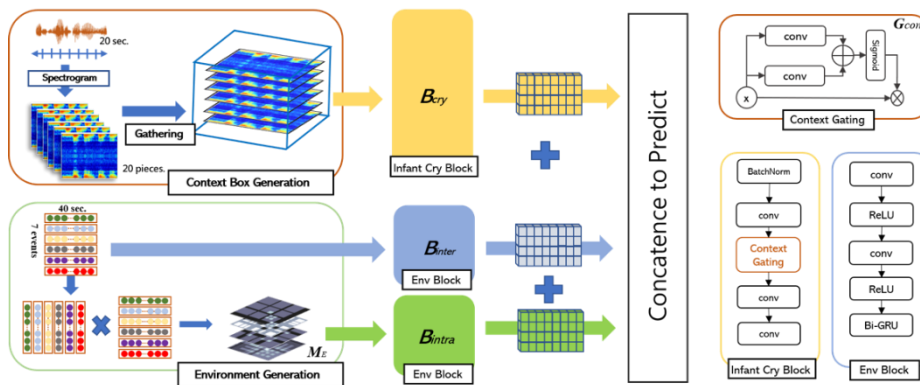 20 sec.
Spectrogram
Gathering
20 pieces.
Context Box Generation
Bcry
Infant Cry Block
40 sec.
7 events
Binter
Env Block
ME
Environment Generation
Bintra
Env Block
Concatence to Predict
Gcon
conv
conv
Sigmoid
x
Context Gating
BatchNorm
conv
Context
Gating
conv
conv
Infant Cry Block
conv
ReLU
conv
ReLU
Bi-GRU
Env Block